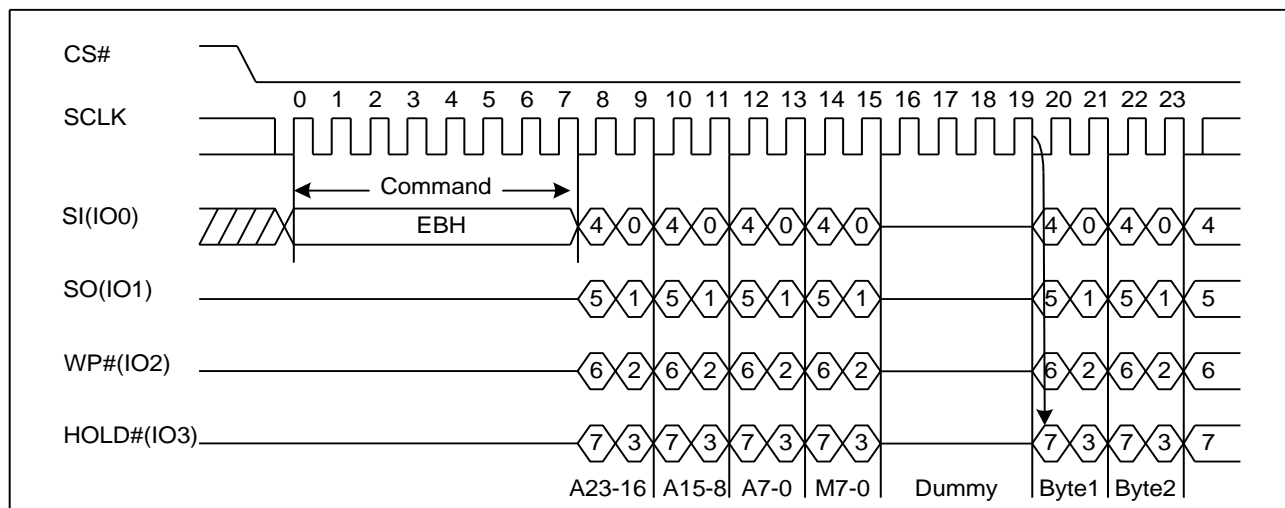 CS#
0 1 2 3 4 5 6 7 8 9 10 11 12 13 14 15 16 17 18 19 20 21 22 23
SCLK
Command
SI(IO0) EBH 4 0 4 0 4 0 4 0 4 0 4 0 4
SO(IO1) 5 1 5 1 5 1 5 1 5 1 5 1 5
WP#(IO2) 6 2 6 2 6 2 6 2 6 2 6 2 6
HOLD#(IO3) 7 3 7 3 7 3 7 3 7 3 7 3 7
A23-16 A15-8 A7-0 M7-0 Dummy Byte1 Byte2